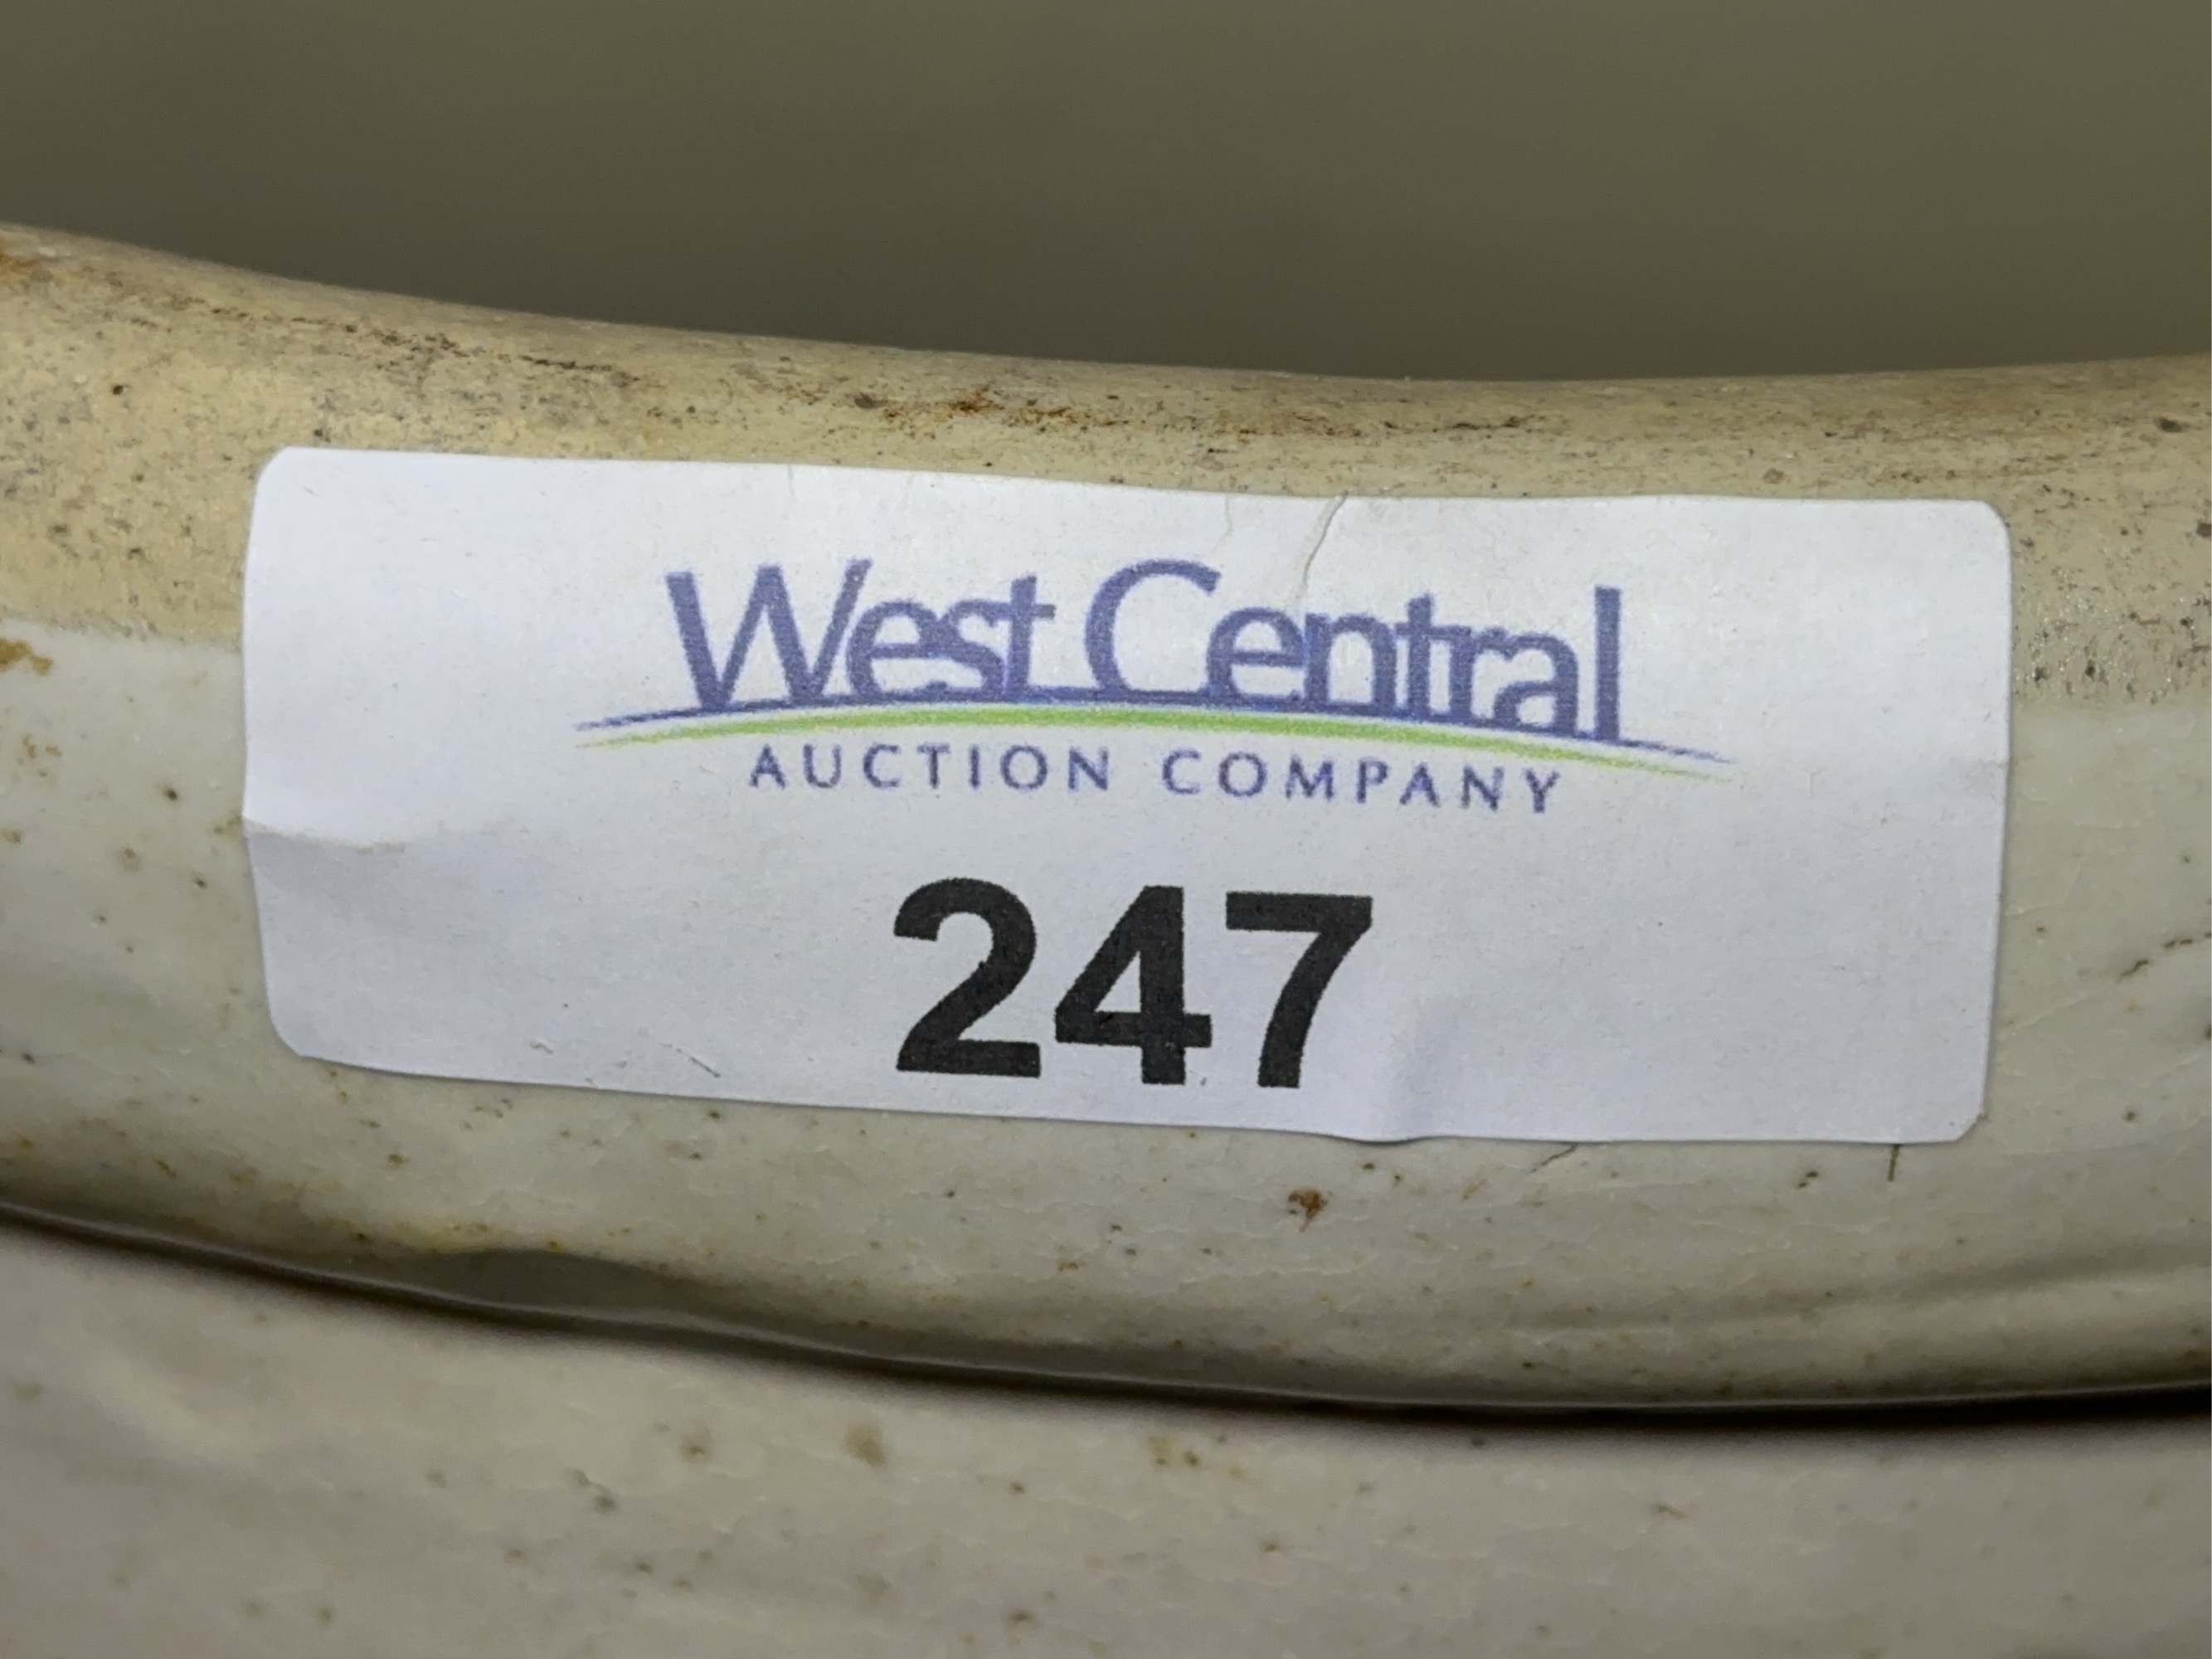 West Central
AUCTION COMPANY
247